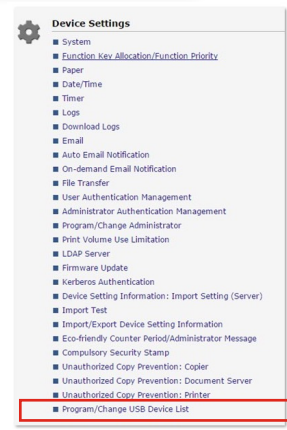 Device Settings
System
Function Key Allocation/Function Priority
Paper
Date/Time
Timer
Logs
Download Logs
Email
Auto Email Notification
On-demand Email Notification
File Transfer
User Authentication Management
Administrator Authentication Management
Program/Change Administrator
Print Volume Use Limitation
LDAP Server
Firmware Update
Kerberos Authentication
Device Setting Information: Import Setting (Server)
Import Test
Import/Export Device Setting Information
Eco-friendly Counter Period/Administrator Message
Compulsory Security Stamp
Unauthorized Copy Prevention: Copier
Unauthorized Copy Prevention: Document Server
Unauthorized Copy Prevention: Printer
Program/Change USB Device List